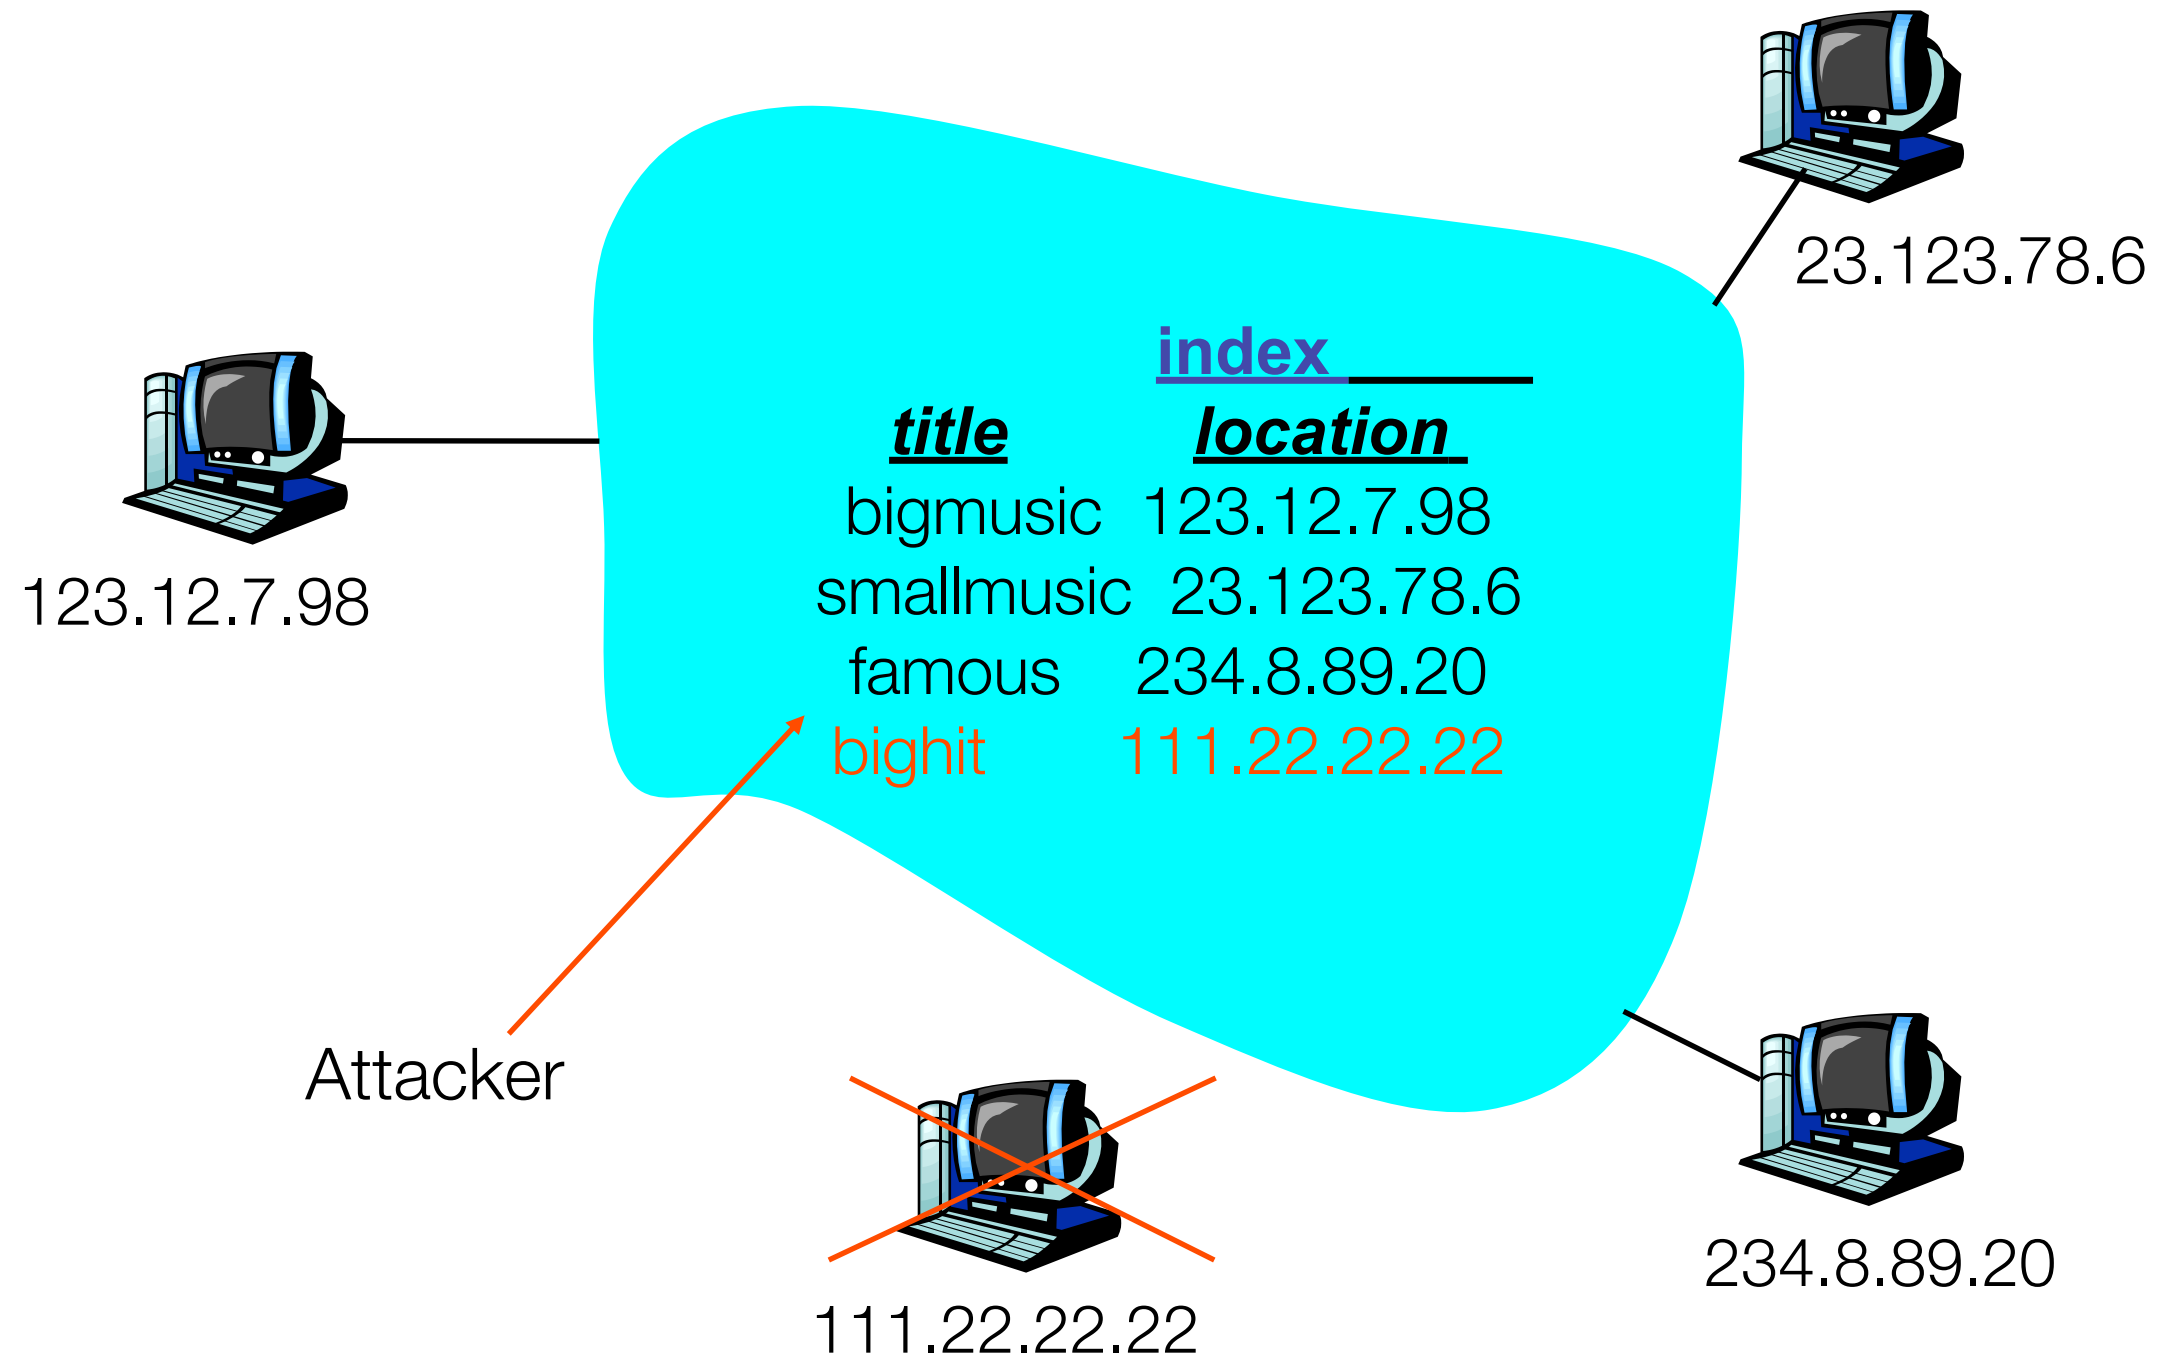 23.123.78.6
index
title location
bigmusic 123.12.7.98
smallmusic 23.123.78.6
famous 234.8.89.20
bighit 111.22.22.22
123.12.7.98
Attacker
234.8.89.20
111.22.22.22